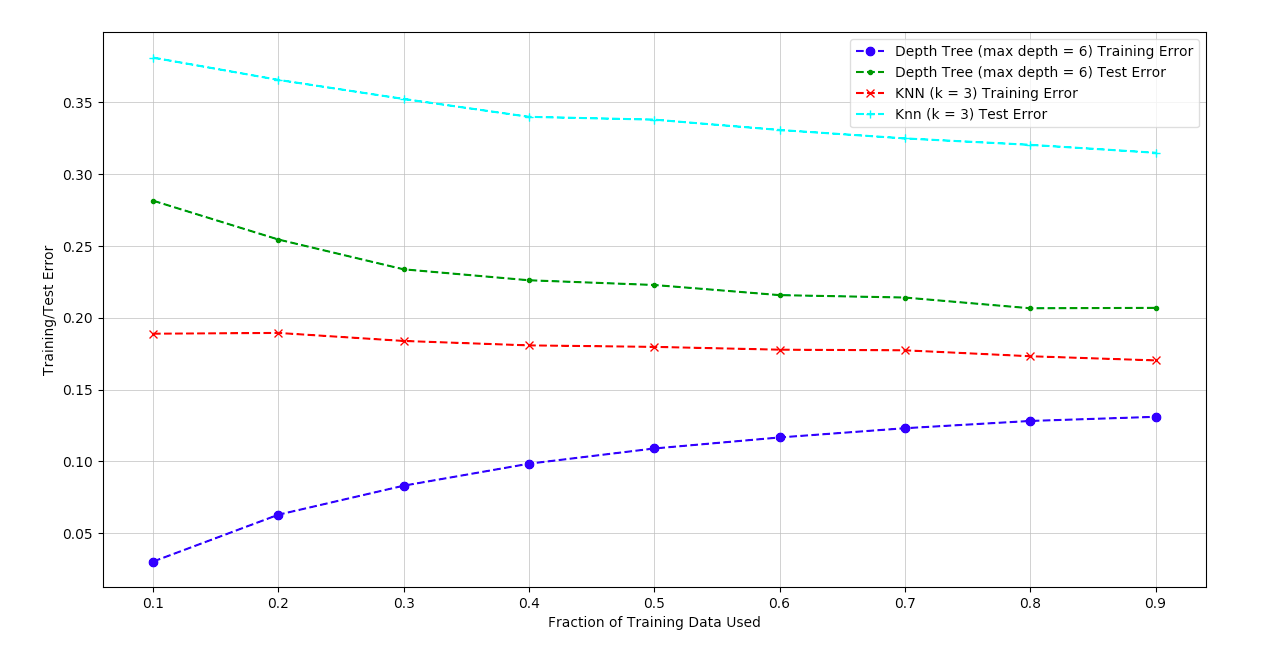 Depth Tree (max depth = 6) Training Error
Depth Tree (max depth = 6) Test Error
KNN (k = 3) Training Error
Knn (k = 3) Test Error
Training/Test Error
0.35
0.30
0.25
0.20
0.15
0.10
0.05
0.1 0.2 0.3 0.4 0.5 0.6 0.7 0.8 0.9
Fraction of Training Data Used